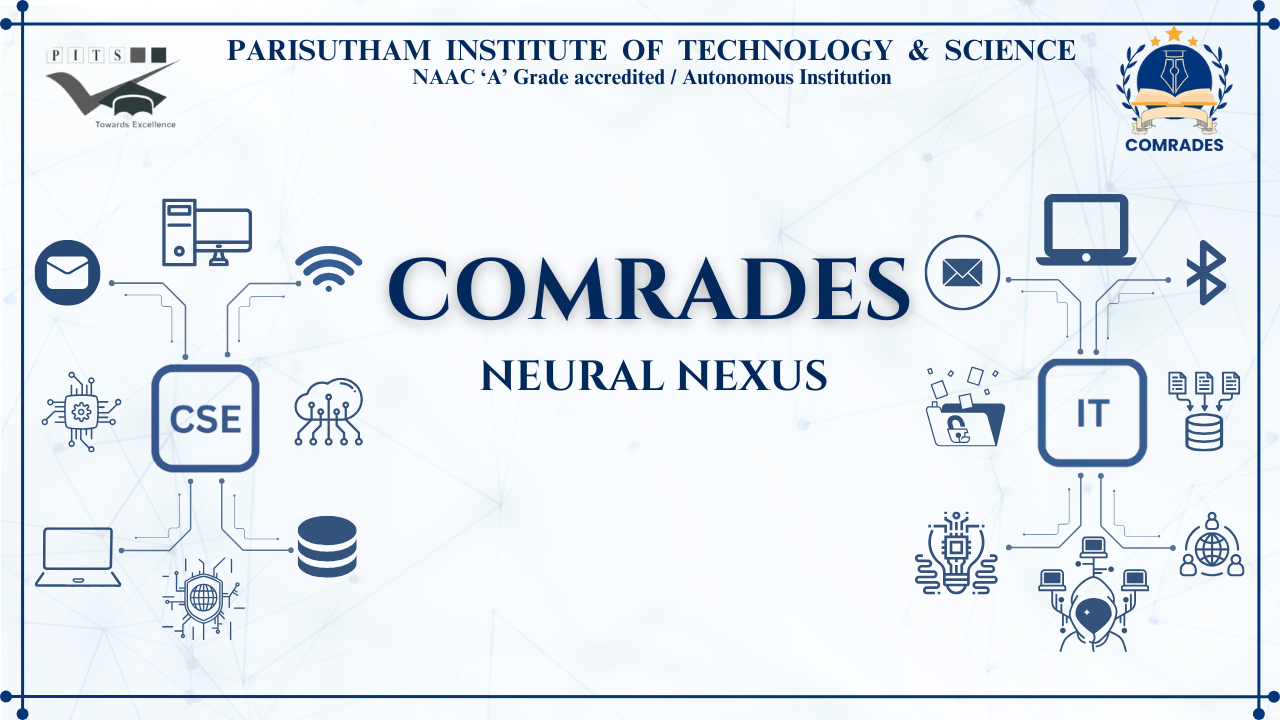 P I T S
Towards Excellence
PARISUTHAM INSTITUTE OF TECHNOLOGY & SCIENCE
NAAC ‘A’ Grade accredited / Autonomous Institution
COMRADES
COMRADES
NEURAL NEXUS
CSE
IT